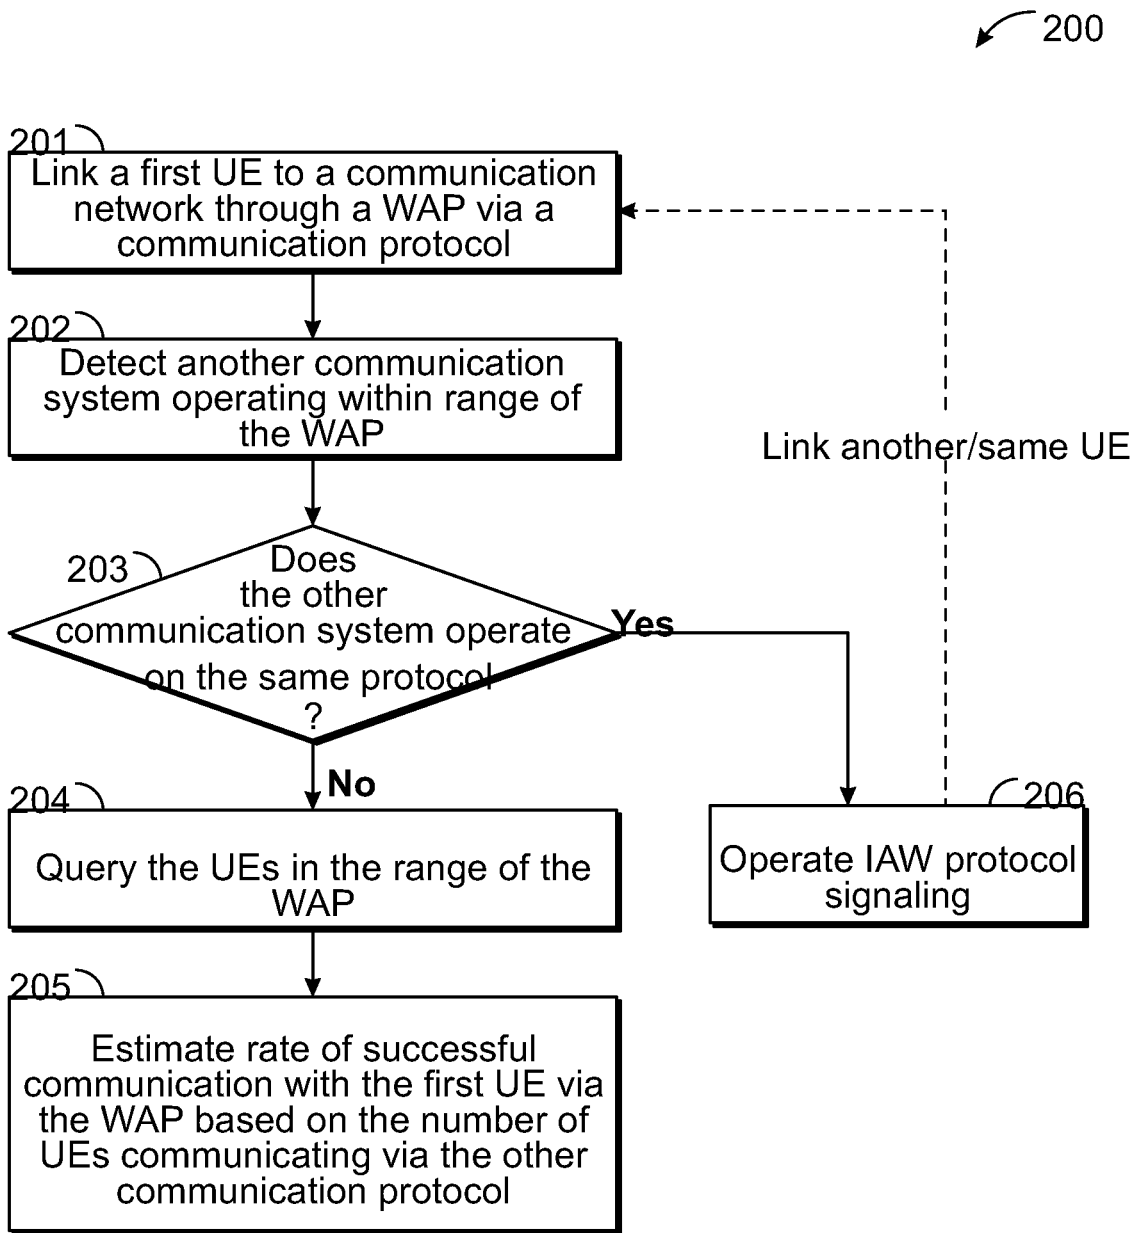 200
201
Link a first UE to a communication
network through a WAP via a
communication protocol
202
Detect another communication
system operating within range of
the WAP
Link another/same UE
203
Does
the other
communication system operate
on the same protocol
?
Yes
No
204
Query the UEs in the range of the
WAP
206
Operate IAW protocol
signaling
205
Estimate rate of successful
communication with the first UE via
the WAP based on the number of
UEs communicating via the other
communication protocol